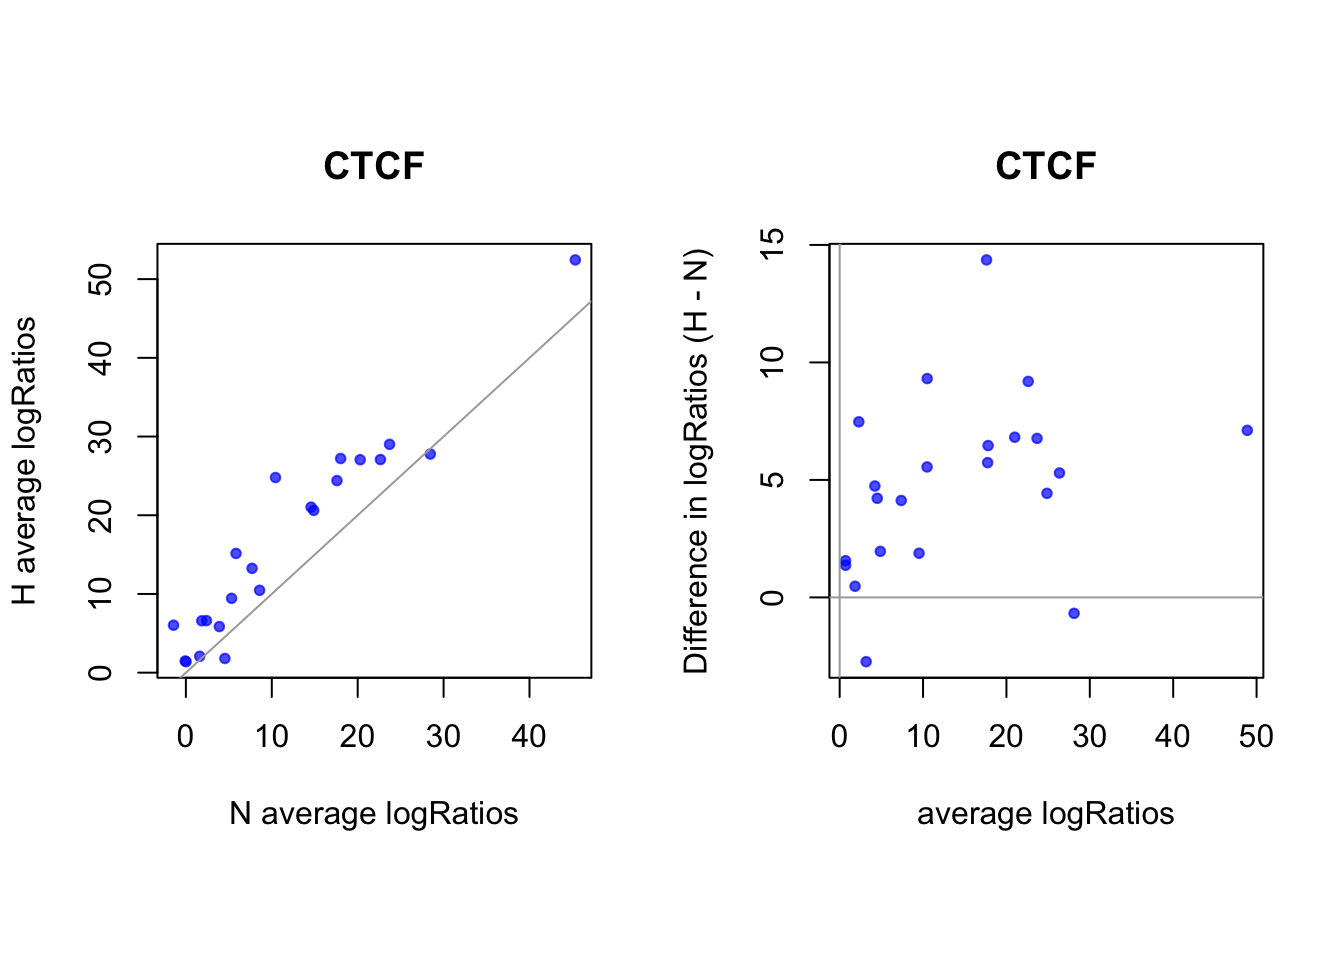 CTCF
H average logRatios
50
40
30
20
10
0
0 10 20 30 40
N average logRatios
CTCF
Difference in logRatios (H - N)
15
10
5
0
0 10 20 30 40 50
average logRatios